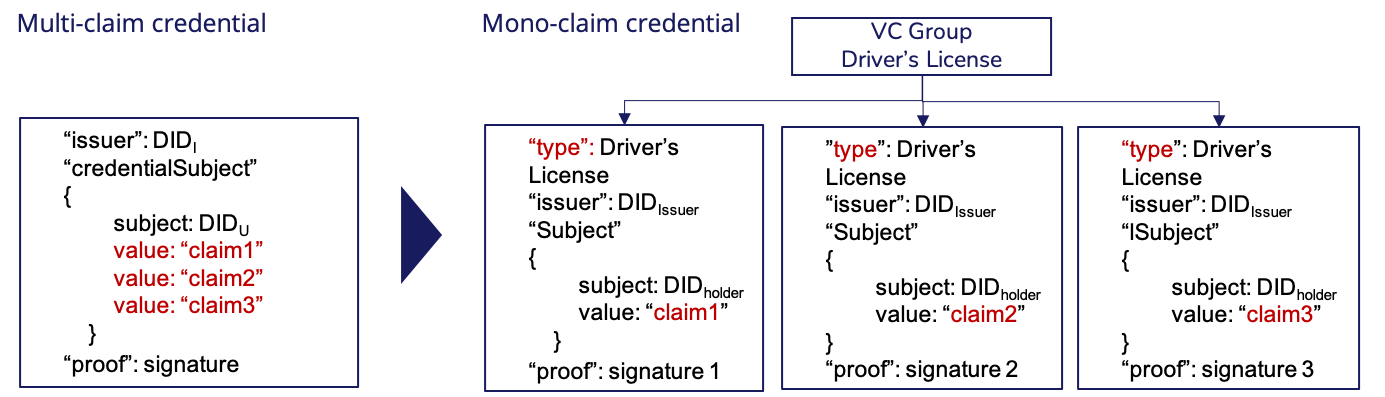 Multi-claim credential
Mono-claim credential
VC Group
Driver’s License
“issuer”: DIDI
“credentialSubject”
{
subject: DIDU
value: “claim1”
value: “claim2”
value: “claim3”
}
“proof”: signature
“type”: Driver’s
License
“issuer”: DIDIssuer
“Subject”
{
subject: DIDholder
value: “claim1”
}
“proof”: signature 1
”type”: Driver’s
License
“issuer”: DIDIssuer
“Subject”
{
subject: DIDholder
value: “claim2”
}
“proof”: signature 2
“type”: Driver’s
License
“issuer”: DIDIssuer
“lSubject”
{
subject: DIDholder
value: “claim3”
}
“proof”: signature 3